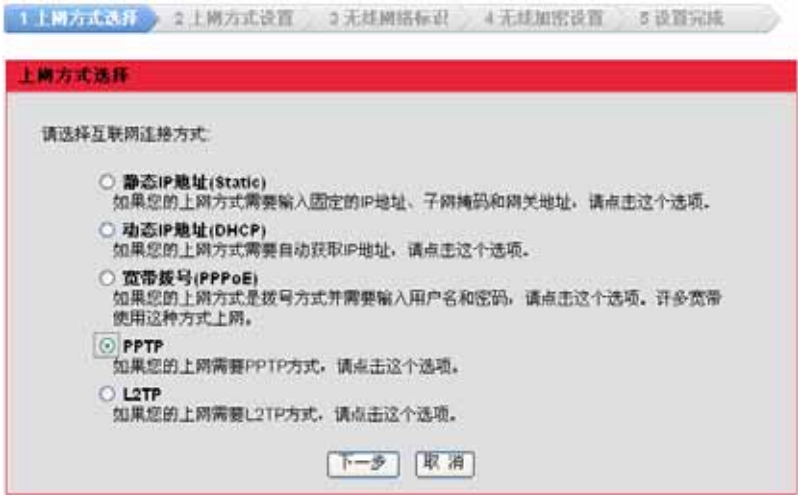 1上网方式选择 2上网方式设置 3无线网络标识 4无线加密设置 5设置完成
上网方式选择
请选择互联网连接方式:
静态IP地址(Static)
如果您的上网方式需要输入固定的IP地址、子网掩码和网关地址，请点击这个选项。
动态IP地址(DHCP)
如果您的上网方式需要自动获取IP地址，请点击这个选项。
宽带拨号(PPPoE)
如果您的上网方式是拨号方式并需要输入用户名和密码，请点击这个选项。许多宽带
使用这种方式上网。
PPTP
如果您的上网需要PPTP方式，请点击这个选项。
L2TP
如果您的上网需要L2TP方式，请点击这个选项。
下一步 取消